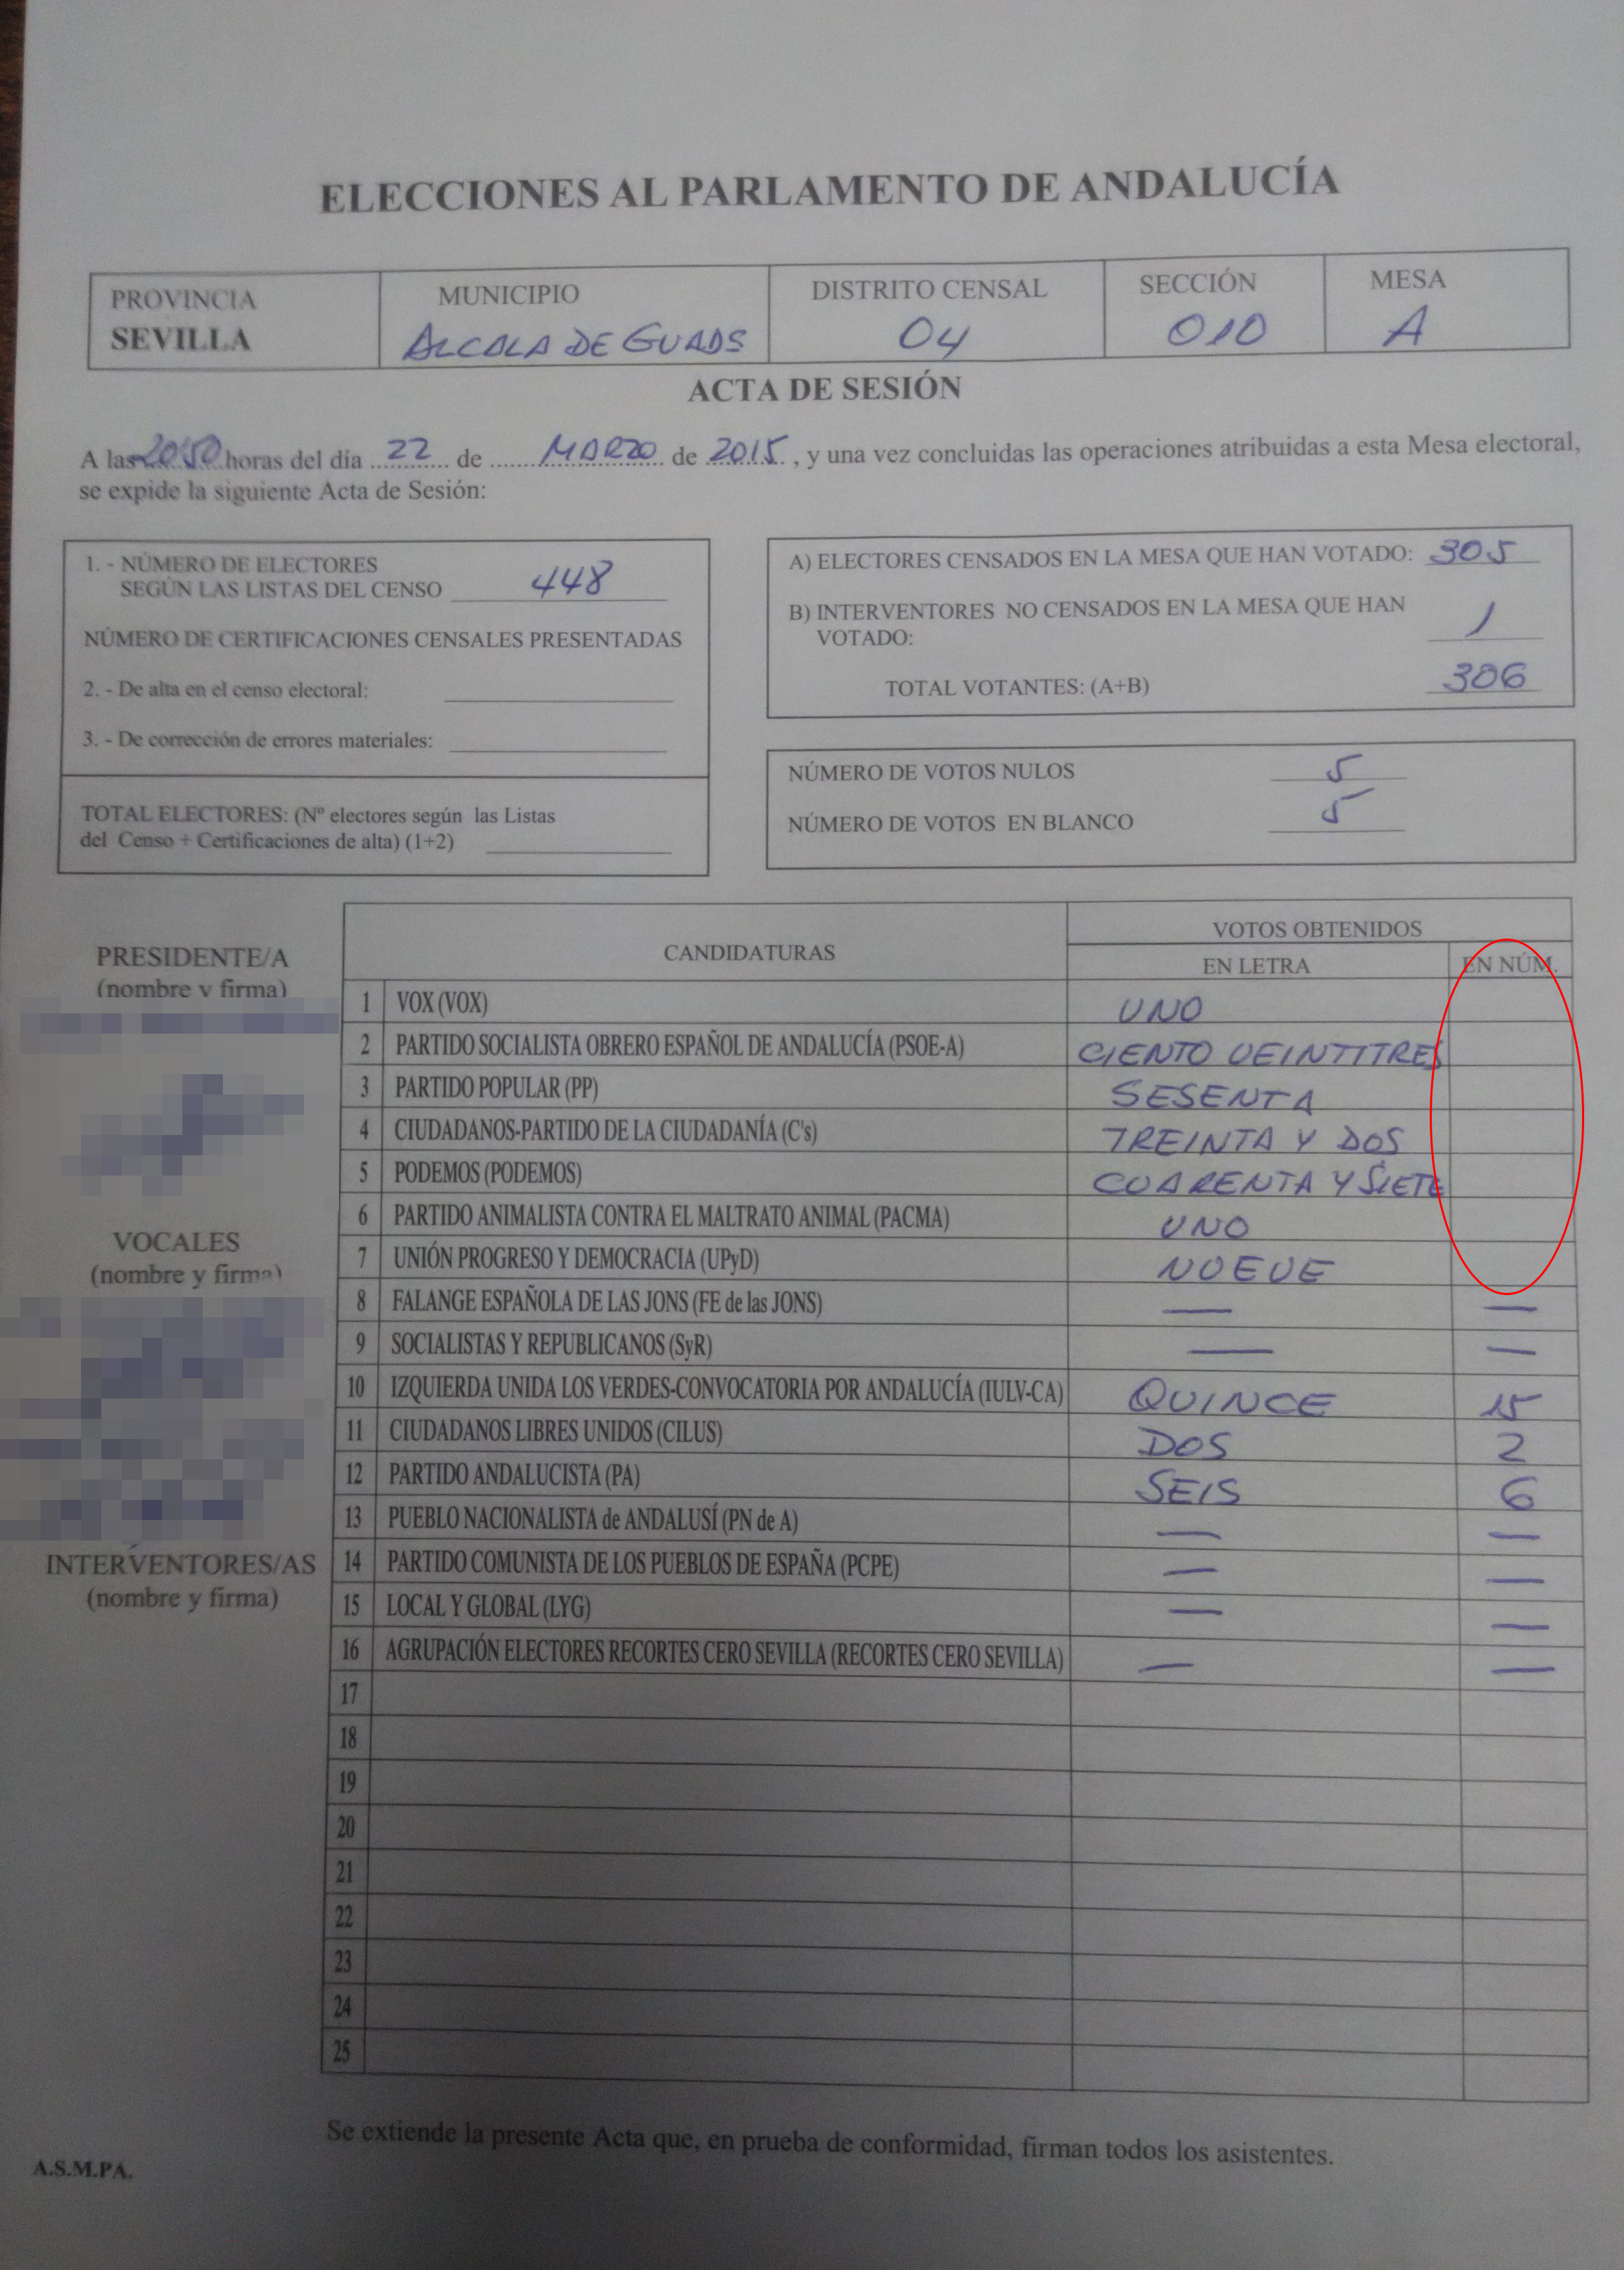 ELECCIONES AL PARLAMENTO DE ANDALUCÍA
PROVINCIA MUNICIPIO DISTRITO CENSAL SECCIÓN MESA
SEVILLA ALCALA DE GUADS 04 010 A
ACTA DE SESIÓN
A las 20'50 horas del día 22 de MARZO de 2015, y una vez concluidas las operaciones atribuidas a esta Mesa electoral,
se expide la siguiente Acta de Sesión:
1. - NÚMERO DE ELECTORES
SEGÚN LAS LISTAS DEL CENSO 448
NÚMERO DE CERTIFICACIONES CENSALES PRESENTADAS
2. - De alta en el censo electoral:
3. - De corrección de errores materiales:
TOTAL ELECTORES: (Nº electores según las Listas
del Censo + Certificaciones de alta) (1+2)
A) ELECTORES CENSADOS EN LA MESA QUE HAN VOTADO: 305
B) INTERVENTORES NO CENSADOS EN LA MESA QUE HAN
VOTADO: 1
TOTAL VOTANTES: (A+B) 306
NÚMERO DE VOTOS NULOS 5
NÚMERO DE VOTOS EN BLANCO 5
PRESIDENTE/A
(nombre y firma)
VOCALES
(nombre y firma)
INTERVENTORES/AS
(nombre y firma)
CANDIDATURAS VOTOS OBTENIDOS
EN LETRA EN NÚM.
1 VOX (VOX) UNO
2 PARTIDO SOCIALISTA OBRERO ESPAÑOL DE ANDALUCÍA (PSOE-A) CIENTO VEINTITRES
3 PARTIDO POPULAR (PP) SESENTA
4 CIUDADANOS-PARTIDO DE LA CIUDADANÍA (C's) TREINTA Y DOS
5 PODEMOS (PODEMOS) CUARENTA Y SIETE
6 PARTIDO ANIMALISTA CONTRA EL MALTRATO ANIMAL (PACMA) UNO
7 UNIÓN PROGRESO Y DEMOCRACIA (UPyD) NUEVE
8 FALANGE ESPAÑOLA DE LAS JONS (FE de las JONS) — —
9 SOCIALISTAS Y REPUBLICANOS (SyR) — —
10 IZQUIERDA UNIDA LOS VERDES-CONVOCATORIA POR ANDALUCÍA (IULV-CA) QUINCE 15
11 CIUDADANOS LIBRES UNIDOS (CILUS) DOS 2
12 PARTIDO ANDALUCISTA (PA) SEIS 6
13 PUEBLO NACIONALISTA de ANDALUSÍ (PN de A) — —
14 PARTIDO COMUNISTA DE LOS PUEBLOS DE ESPAÑA (PCPE) — —
15 LOCAL Y GLOBAL (LYG) — —
16 AGRUPACIÓN ELECTORES RECORTES CERO SEVILLA (RECORTES CERO SEVILLA) — —
17
18
19
20
21
22
23
24
25
Se extiende la presente Acta que, en prueba de conformidad, firman todos los asistentes.
A.S.M.PA.